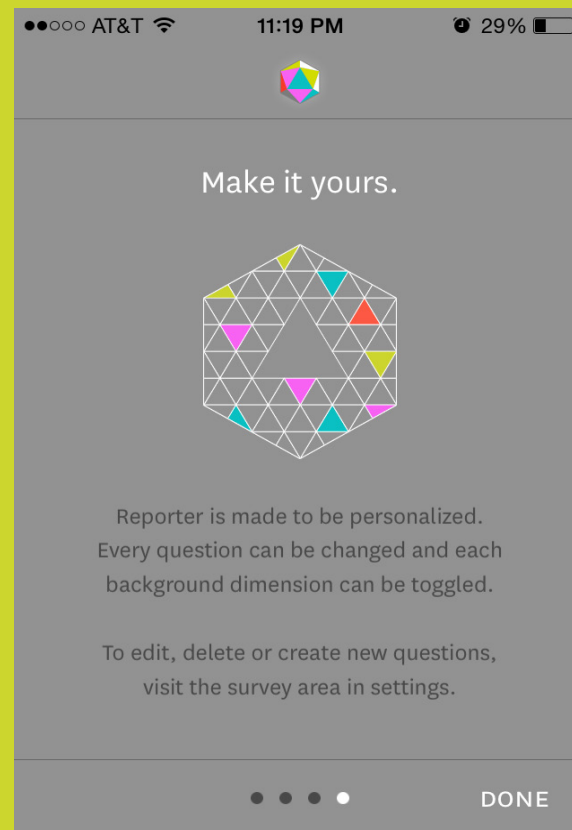 AT&T 11:19 PM 29%
Make it yours.
Reporter is made to be personalized.
Every question can be changed and each
background dimension can be toggled.
To edit, delete or create new questions,
visit the survey area in settings.
DONE